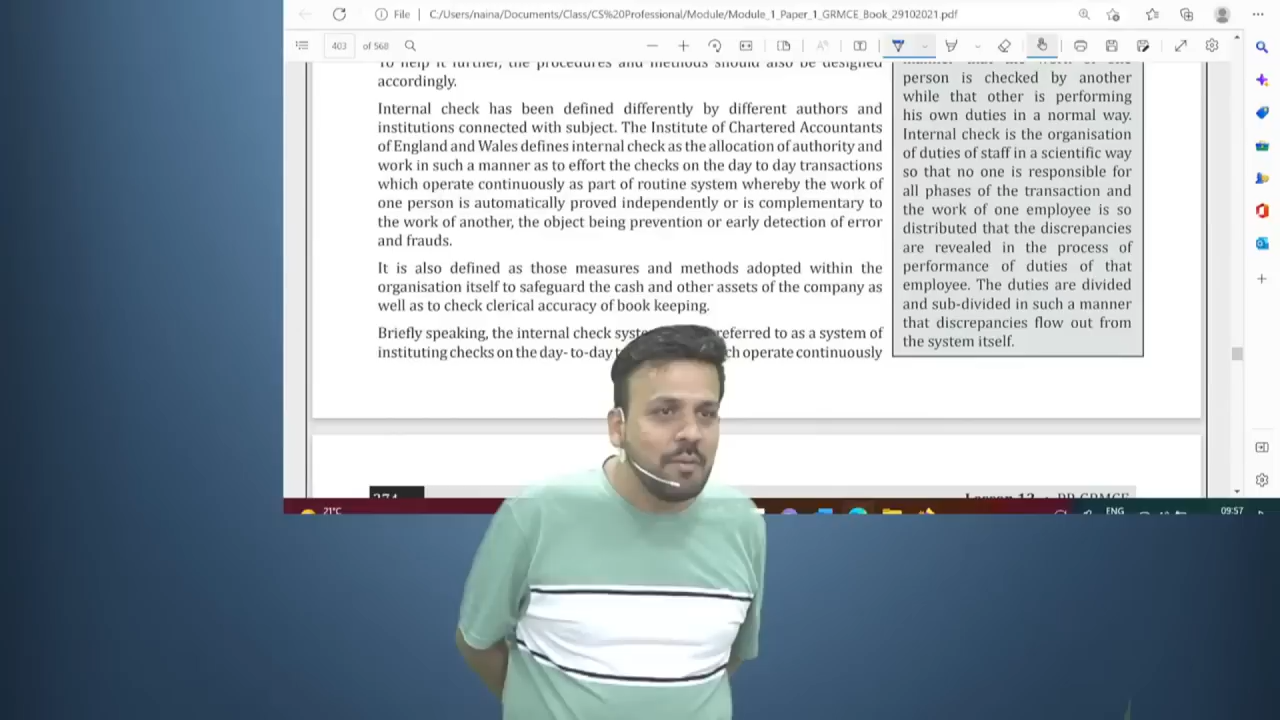 File
C:/Users/naina/Documents/Class/CS%20Professional/Module/Module_1_Paper_1_GRMCE_Book_29102021.pdf
403 of 568
To help it further, the procedures and methods should also be designed
accordingly.
Internal check has been defined differently by different authors and
institutions connected with subject. The Institute of Chartered Accountants
of England and Wales defines internal check as the allocation of authority and
work in such a manner as to effort the checks on the day to day transactions
which operate continuously as part of routine system whereby the work of
one person is automatically proved independently or is complementary to
the work of another, the object being prevention or early detection of error
and frauds.
It is also defined as those measures and methods adopted within the
organisation itself to safeguard the cash and other assets of the company as
well as to check clerical accuracy of book keeping.
Briefly speaking, the internal check referred to as a system of
instituting checks on the day- to-day operate continuously
manner that the work of one
person is checked by another
while that other is performing
his own duties in a normal way.
Internal check is the organisation
of duties of staff in a scientific way
so that no one is responsible for
all phases of the transaction and
the work of one employee is so
distributed that the discrepancies
are revealed in the process of
performance of duties of that
employee. The duties are divided
and sub-divided in such a manner
that discrepancies flow out from
the system itself.
274
Lesson 12 • PP-GRMCE
21°C
ENG
09:57